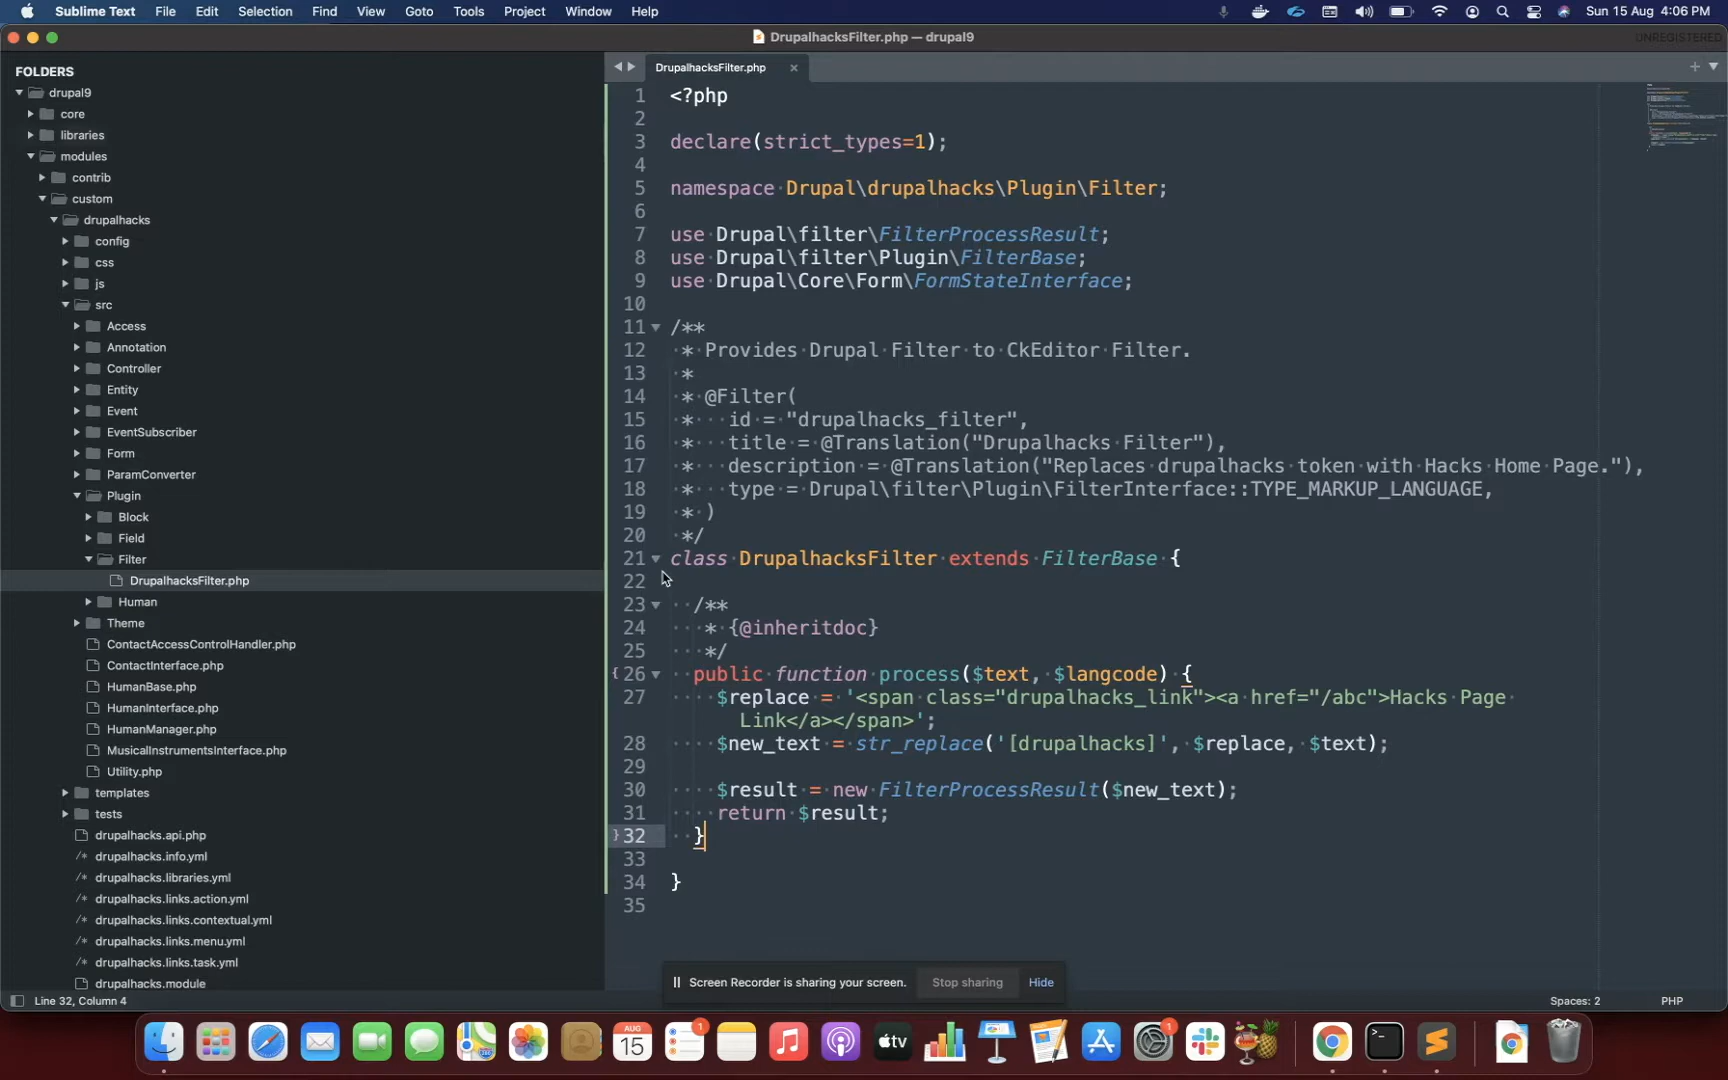 Sublime Text File Edit Selection Find View Goto Tools Project Window Help Sun 15 Aug 4:06 PM
DrupalhacksFilter.php — drupal9 UNREGISTERED
FOLDERS
drupal9
core
libraries
modules
contrib
custom
drupalhacks
config
css
js
src
Access
Annotation
Controller
Entity
Event
EventSubscriber
Form
ParamConverter
Plugin
Block
Field
Filter
DrupalhacksFilter.php
Human
Theme
ContactAccessControlHandler.php
ContactInterface.php
HumanBase.php
HumanInterface.php
HumanManager.php
MusicalInstrumentsInterface.php
Utility.php
templates
tests
drupalhacks.api.php
/* drupalhacks.info.yml
/* drupalhacks.libraries.yml
/* drupalhacks.links.action.yml
/* drupalhacks.links.contextual.yml
/* drupalhacks.links.menu.yml
/* drupalhacks.links.task.yml
drupalhacks.module
DrupalhacksFilter.php ×
1 <?php
2
3 declare(strict_types=1);
4
5 namespace Drupal\drupalhacks\Plugin\Filter;
6
7 use Drupal\filter\FilterProcessResult;
8 use Drupal\filter\Plugin\FilterBase;
9 use Drupal\Core\Form\FormStateInterface;
10
11 /**
12 * Provides Drupal Filter to CkEditor Filter.
13 *
14 * @Filter(
15 * id = "drupalhacks_filter",
16 * title = @Translation("Drupalhacks Filter"),
17 * description = @Translation("Replaces drupalhacks token with Hacks Home Page."),
18 * type = Drupal\filter\Plugin\FilterInterface::TYPE_MARKUP_LANGUAGE,
19 * )
20 */
21 class DrupalhacksFilter extends FilterBase {
22
23 /**
24 * {@inheritdoc}
25 */
{ 26 public function process($text, $langcode) {
27 $replace = '<span class="drupalhacks_link"><a href="/abc">Hacks Page
Link</a></span>';
28 $new_text = str_replace('[drupalhacks]', $replace, $text);
29
30 $result = new FilterProcessResult($new_text);
31 return $result;
} 32 }
33
34 }
35
Screen Recorder is sharing your screen. Stop sharing Hide
Line 32, Column 4 Spaces: 2 PHP
AUG
15
1
tv
1